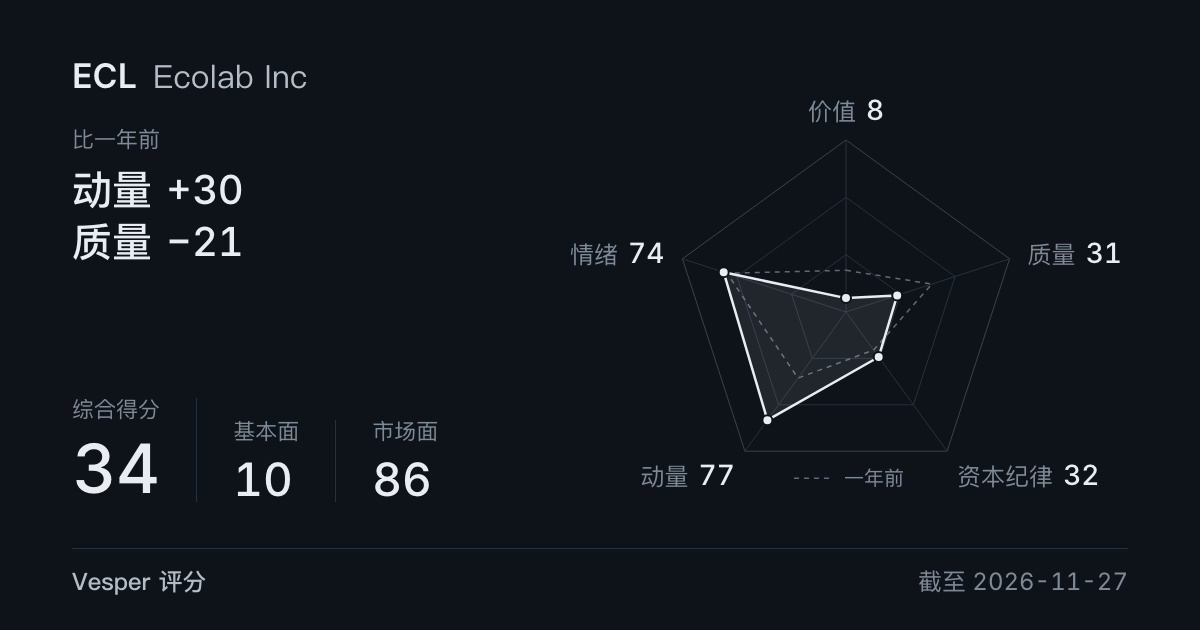 ECL Ecolab Inc
比一年前
动量 +30
质量 −21
综合得分
34
基本面
10
市场面
86
价值 8
情绪 74
质量 31
动量 77
一年前
资本纪律 32
Vesper 评分
截至 2026-11-27